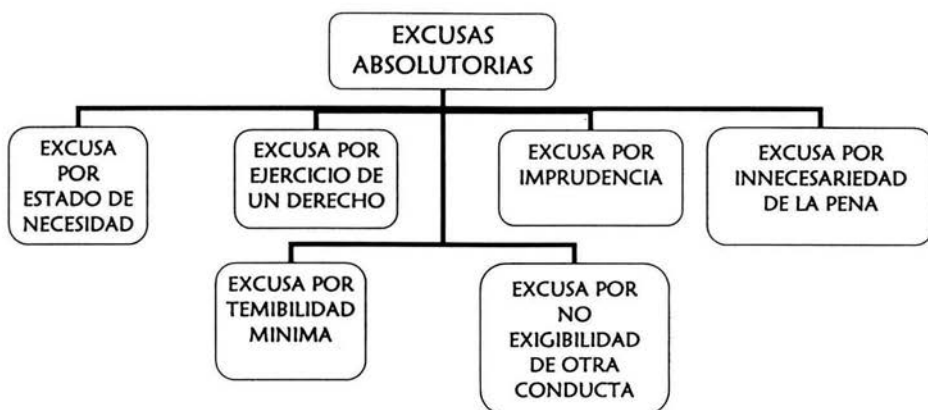 EXCUSAS
ABSOLUTORIAS
EXCUSA
POR
ESTADO DE
NECESIDAD
EXCUSA POR
EJERCICIO DE
UN DERECHO
EXCUSA POR
IMPRUDENCIA
EXCUSA POR
INNECESARIEDAD
DE LA PENA
EXCUSA POR
TEMIBILIDAD
MINIMA
EXCUSA POR
NO
EXIGIBILIDAD
DE OTRA
CONDUCTA